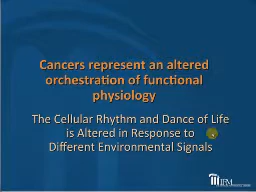 Cancers represent an altered
orchestration of functional
physiology
The Cellular Rhythm and Dance of Life
is Altered in Response to
Different Environmental Signals
IFM